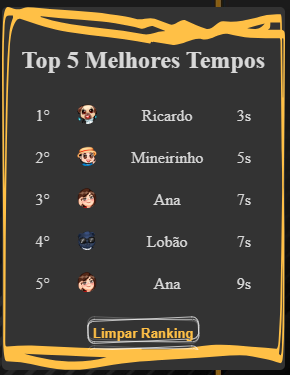 Top 5 Melhores Tempos
1° Ricardo 3s
2° Mineirinho 5s
3° Ana 7s
4° Lobão 7s
5° Ana 9s
Limpar Ranking